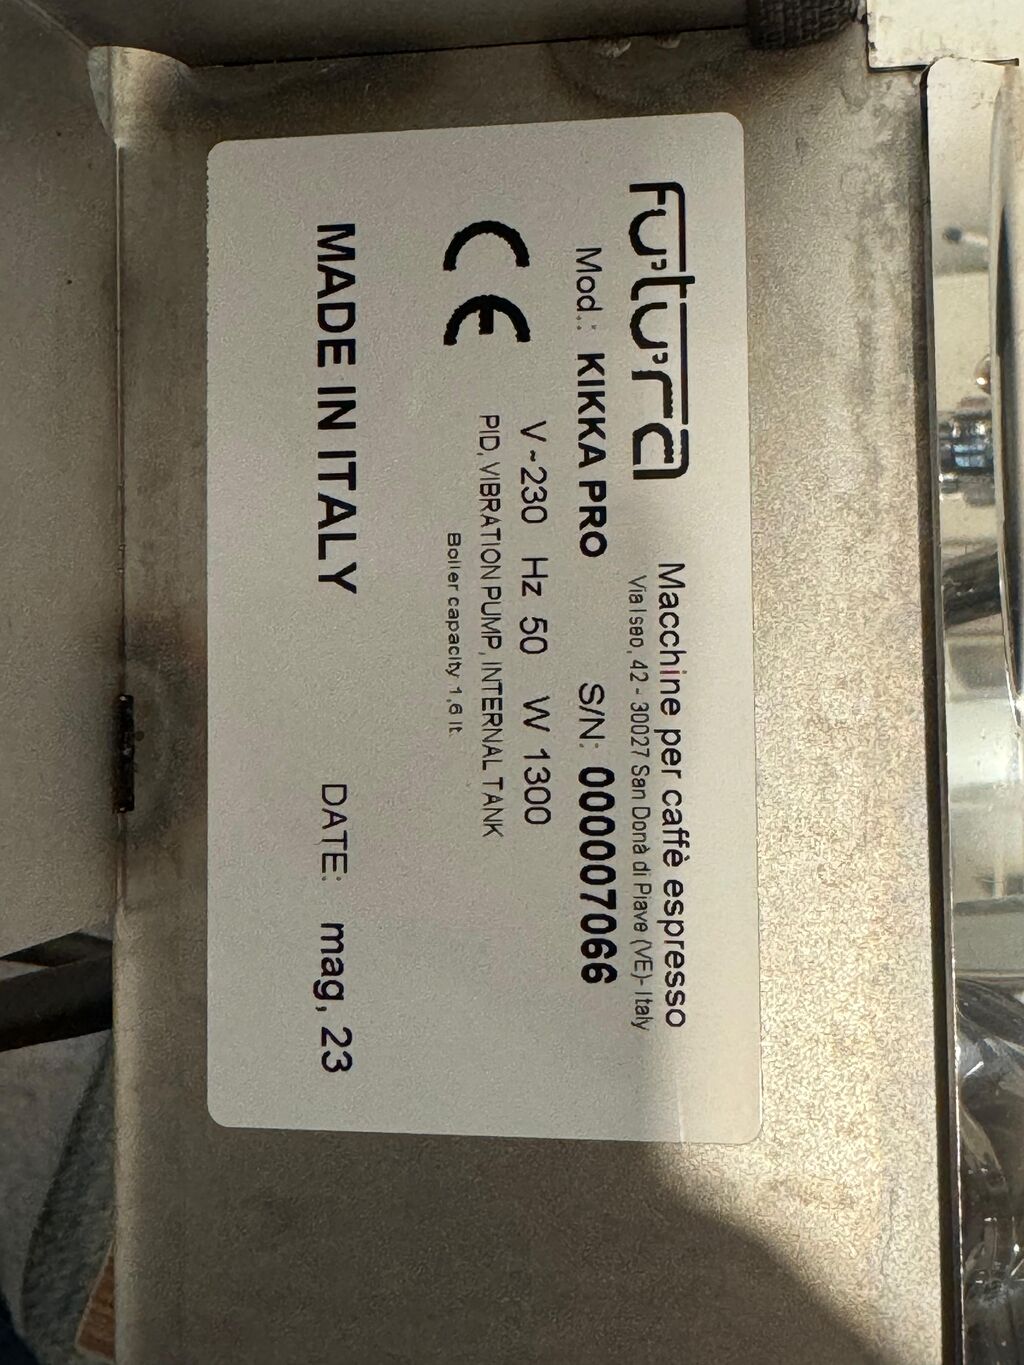 futura
Macchine per caffè espresso
Via Iseo, 42 - 30027 San Donà di Piave (VE)- Italy
Mod.: KIKKA PRO S/N: 000007066
V ~230 Hz 50 W 1300
CE
PID, VIBRATION PUMP, INTERNAL TANK
Boiler capacity 1,6 lt.
MADE IN ITALY DATE: mag, 23